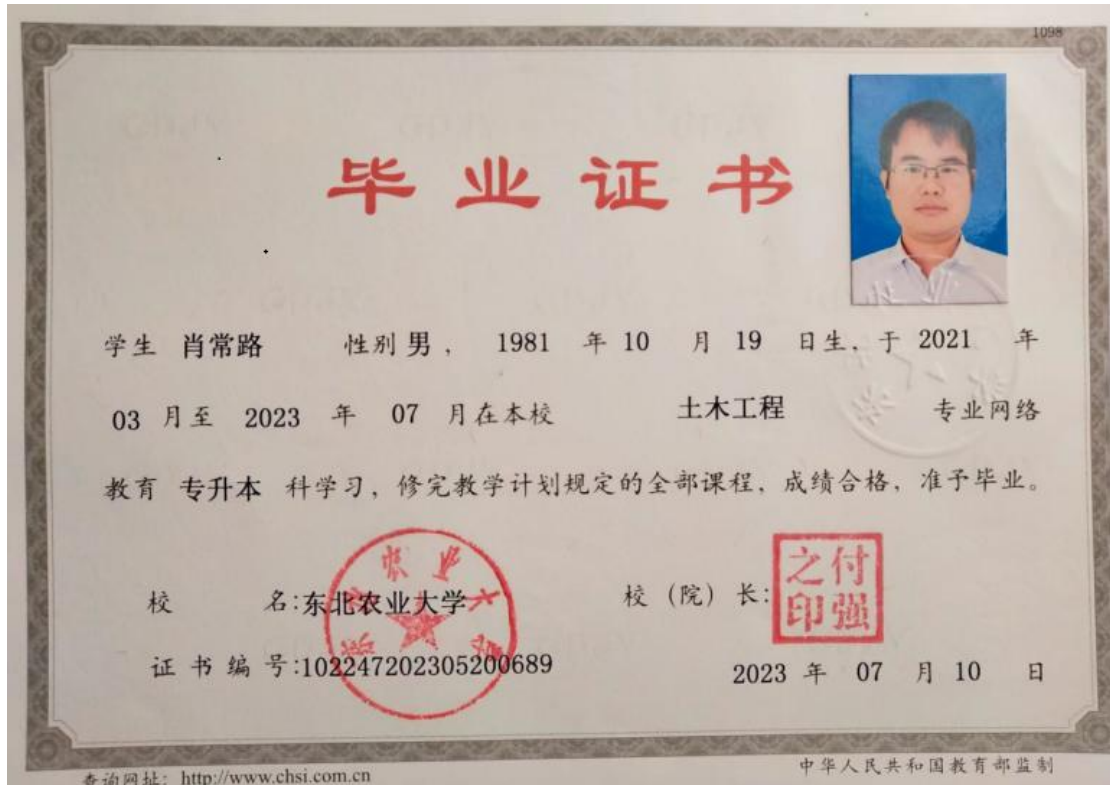 1098
毕业证书
学生 肖常路 性别 男 , 1981 年 10 月 19 日生, 于 2021 年
03 月至 2023 年 07 月在本校 土木工程 专业网络
教育 专升本 科学习, 修完教学计划规定的全部课程, 成绩合格, 准予毕业。
东北农业大学
校 名:东北农业大学 校 (院) 长: 付强之印
证 书 编 号:102247202305200689 2023 年 07 月 10 日
查询网址: http://www.chsi.com.cn 中华人民共和国教育部监制